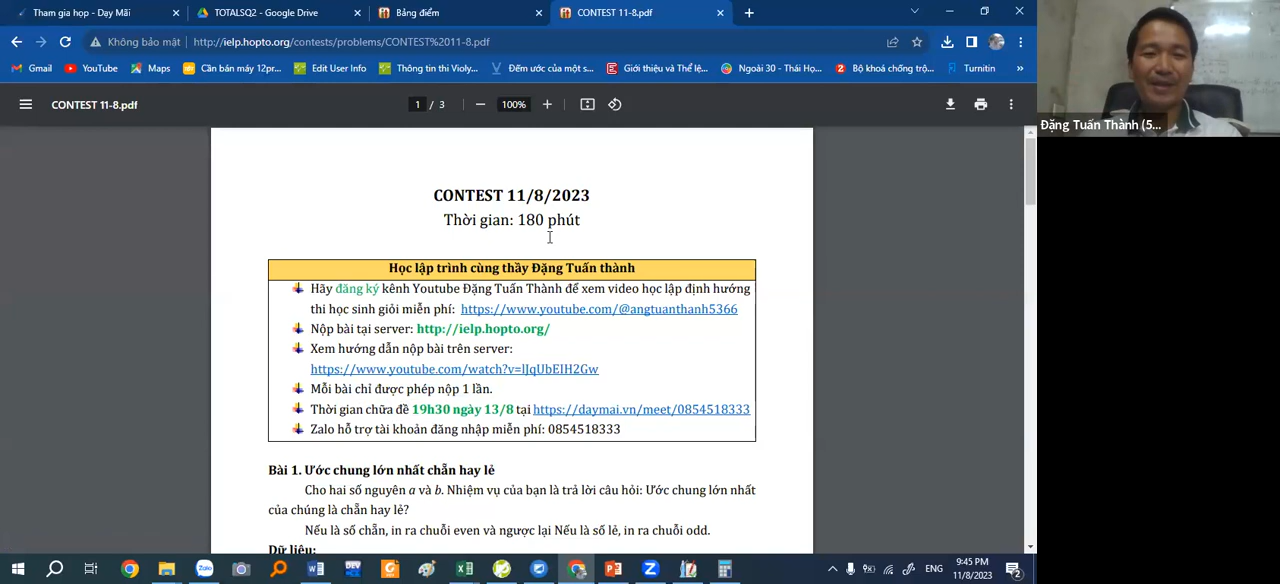 Tham gia họp - Dạy Mãi
TOTALSQ2 - Google Drive
Bảng điểm
CONTEST 11-8.pdf
Không bảo mật
http://ielp.hopto.org/contests/problems/CONTEST%2011-8.pdf
Gmail
YouTube
Maps
Cần bán máy 12pr...
Edit User Info
Thông tin thi Violy...
Đếm ước của một s...
Giới thiệu và Thể lệ...
Ngoài 30 - Thái Họ...
Bộ khoá chống trộ...
Turnitin
»
CONTEST 11-8.pdf
1 / 3
100%
Đặng Tuấn Thành (5...
CONTEST 11/8/2023
Thời gian: 180 phút
Học lập trình cùng thầy Đặng Tuấn thành
Hãy đăng ký kênh Youtube Đặng Tuấn Thành để xem video học lập định hướng
thi học sinh giỏi miễn phí: https://www.youtube.com/@angtuanthanh5366
Nộp bài tại server: http://ielp.hopto.org/
Xem hướng dẫn nộp bài trên server:
https://www.youtube.com/watch?v=lJqUbEIH2Gw
Mỗi bài chỉ được phép nộp 1 lần.
Thời gian chữa đề 19h30 ngày 13/8 tại https://daymai.vn/meet/0854518333
Zalo hỗ trợ tài khoản đăng nhập miễn phí: 0854518333
Bài 1. Ước chung lớn nhất chẵn hay lẻ
Cho hai số nguyên a và b. Nhiệm vụ của bạn là trả lời câu hỏi: Ước chung lớn nhất
của chúng là chẵn hay lẻ?
Nếu là số chẵn, in ra chuỗi even và ngược lại Nếu là số lẻ, in ra chuỗi odd.
Dữ liệu:
ENG
9:45 PM
11/8/2023